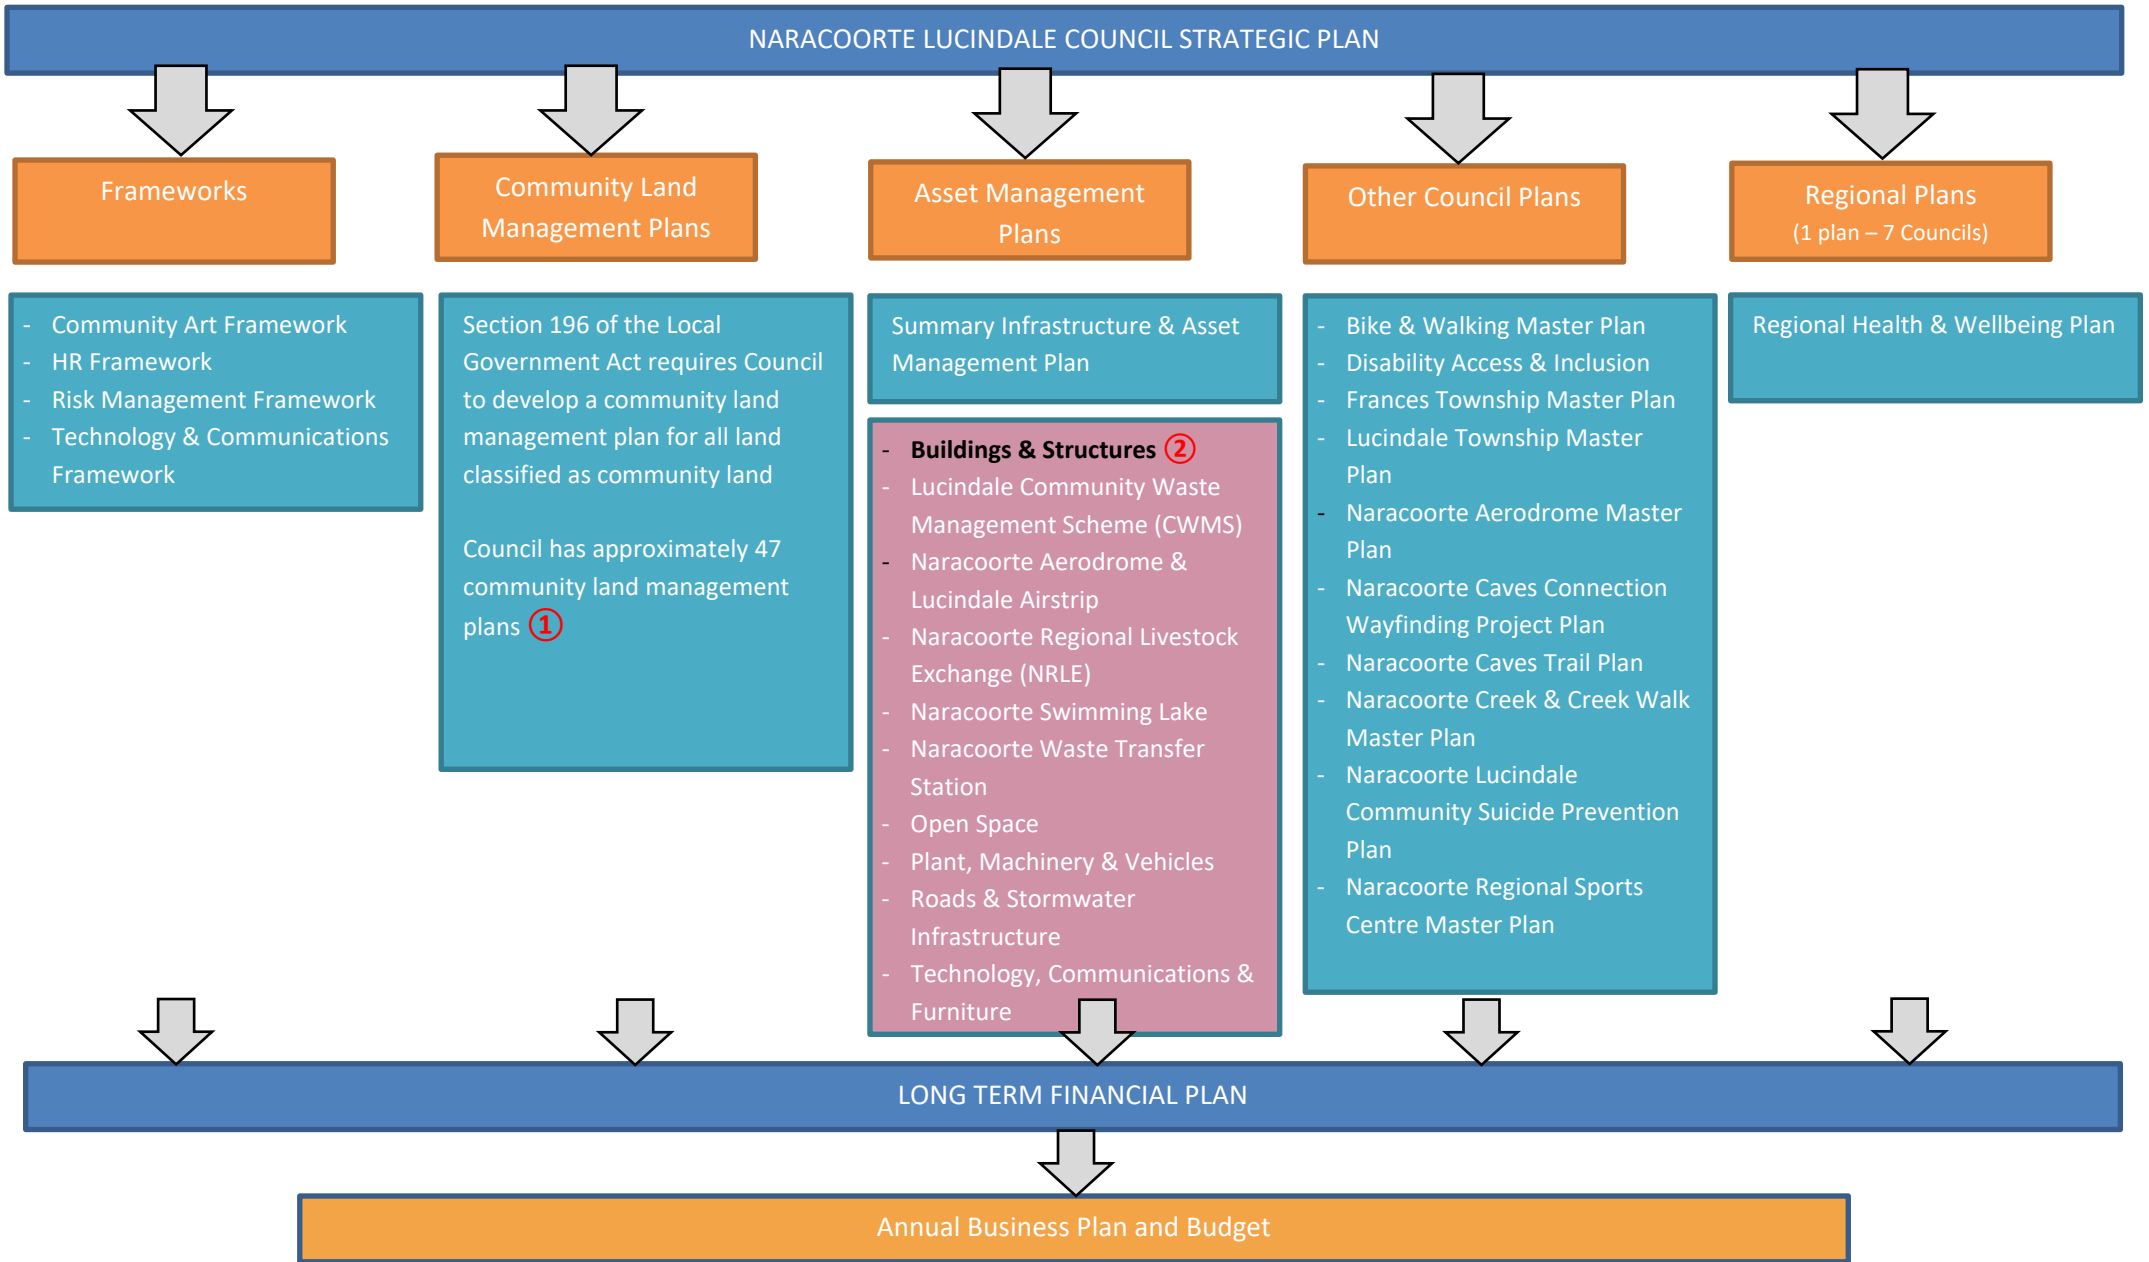 NARACOORTE LUCINDALE COUNCIL STRATEGIC PLAN
Frameworks
- Community Art Framework
- HR Framework
- Risk Management Framework
- Technology & Communications
Framework
Community Land
Management Plans
Section 196 of the Local
Government Act requires Council
to develop a community land
management plan for all land
classified as community land
Council has approximately 47
community land management
plans ①
Asset Management
Plans
Summary Infrastructure & Asset
Management Plan
- Buildings & Structures ②
- Lucindale Community Waste
Management Scheme (CWMS)
- Naracoorte Aerodrome &
Lucindale Airstrip
- Naracoorte Regional Livestock
Exchange (NRLE)
- Naracoorte Swimming Lake
- Naracoorte Waste Transfer
Station
- Open Space
- Plant, Machinery & Vehicles
- Roads & Stormwater
Infrastructure
- Technology, Communications &
Furniture
Other Council Plans
- Bike & Walking Master Plan
- Disability Access & Inclusion
- Frances Township Master Plan
- Lucindale Township Master
Plan
- Naracoorte Aerodrome Master
Plan
- Naracoorte Caves Connection
Wayfinding Project Plan
- Naracoorte Caves Trail Plan
- Naracoorte Creek & Creek Walk
Master Plan
- Naracoorte Lucindale
Community Suicide Prevention
Plan
- Naracoorte Regional Sports
Centre Master Plan
Regional Plans
(1 plan – 7 Councils)
Regional Health & Wellbeing Plan
LONG TERM FINANCIAL PLAN
Annual Business Plan and Budget